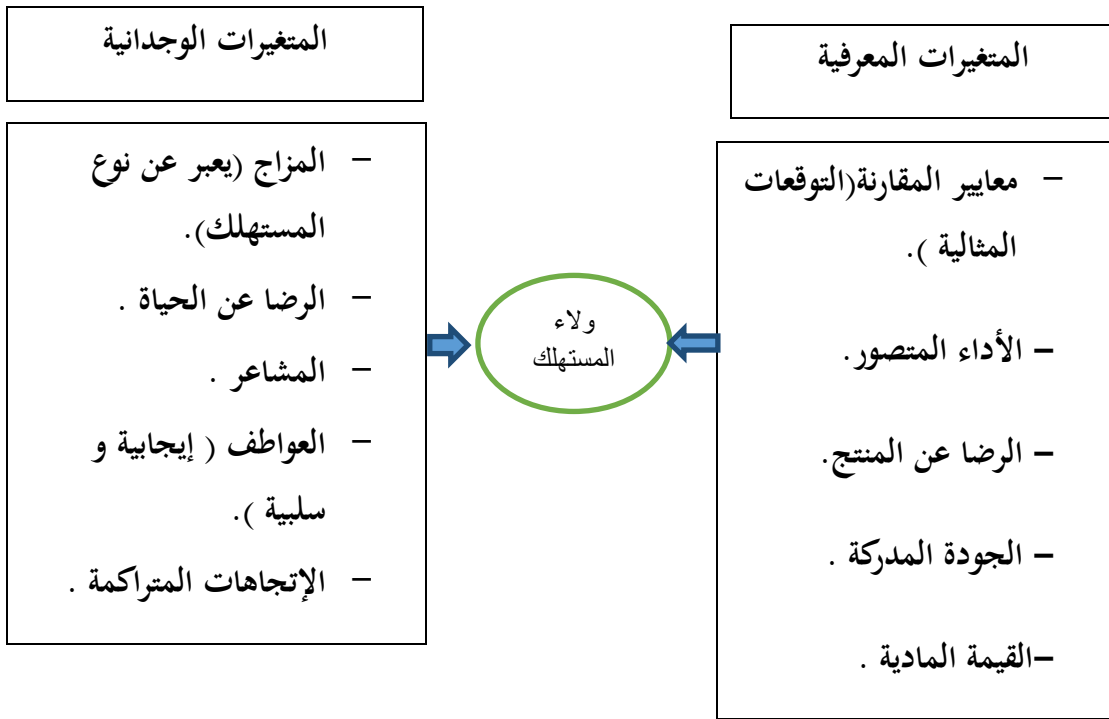 المتغيرات المعرفية
– معايير المقارنة(التوقعات
المثالية ).
– الأداء المتصور.
– الرضا عن المنتج.
– الجودة المدركة .
–القيمة المادية .
ولاء
المستهلك
المتغيرات الوجدانية
– المزاج (يعبر عن نوع
المستهلك).
– الرضا عن الحياة .
– المشاعر .
– العواطف ( إيجابية و
سلبية ).
– الإتجاهات المتراكمة .